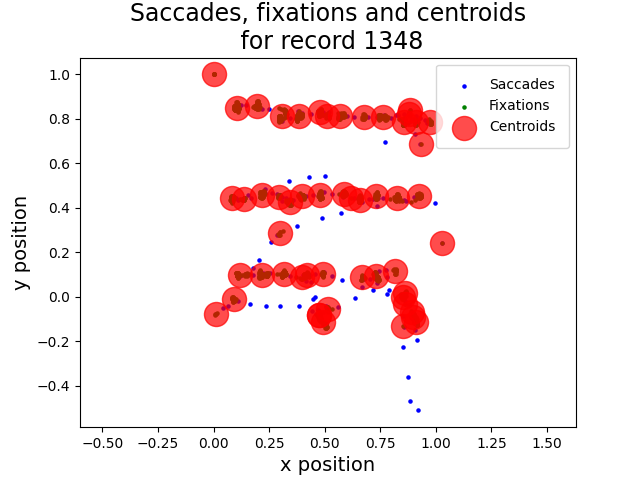 Saccades, fixations and centroids
for record 1348
Saccades
Fixations
Centroids
1.0
0.8
0.6
0.4
0.2
0.0
−0.2
−0.4
y position
−0.50
−0.25
0.00
0.25
0.50
0.75
1.00
1.25
1.50
x position